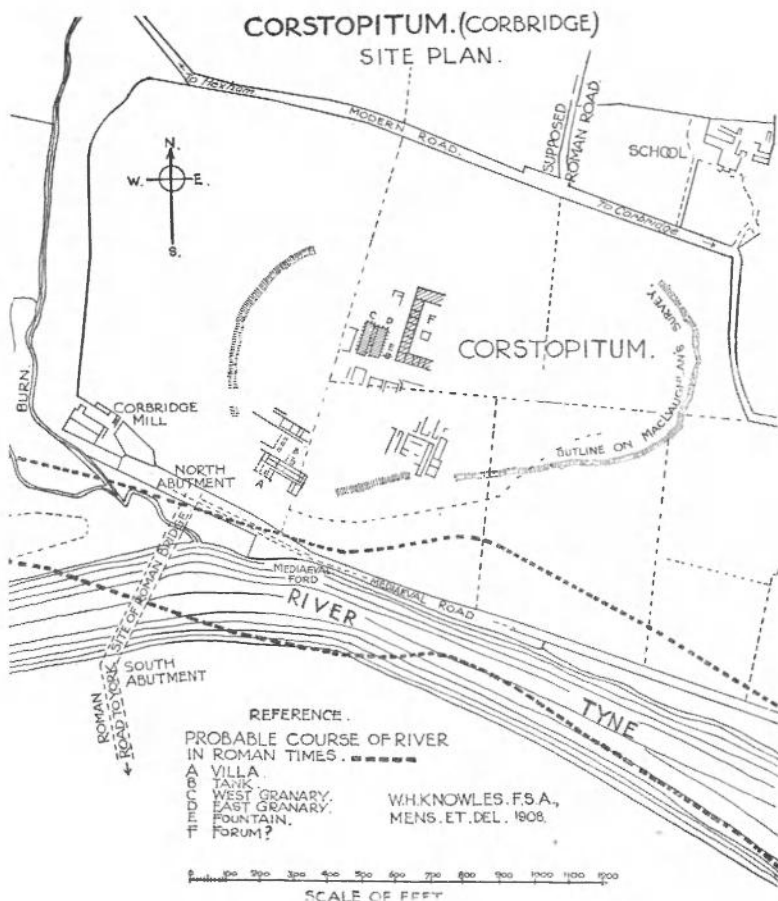 CORSTOPITUM. (CORBRIDGE)
SITE PLAN.
To Hexham
MODERN ROAD.
SUPPOSED
ROMAN ROAD.
SCHOOL
To Corbridge
N.
W. E.
S.
C D
F
E
CORSTOPITUM.
OUTLINE ON MACLAUGHLAN'S SURVEY.
BURN.
CORBRIDGE
MILL
NORTH
ABUTMENT
B
A
SITE OF ROMAN BRIDGE
MEDIAEVAL
FORD
MEDIAEVAL ROAD
RIVER
TYNE
SOUTH
ABUTMENT
ROMAN
ROAD TO YORK
REFERENCE.
PROBABLE COURSE OF RIVER
IN ROMAN TIMES.
A VILLA.
B TANK.
C WEST GRANARY.
D EAST GRANARY.
E FOUNTAIN.
F FORUM?
W.H.KNOWLES. F.S.A.,
MENS. ET. DEL. 1908.
0 100 200 300 400 500 600 700 800 900 1000 1100 1200
SCALE OF FEET